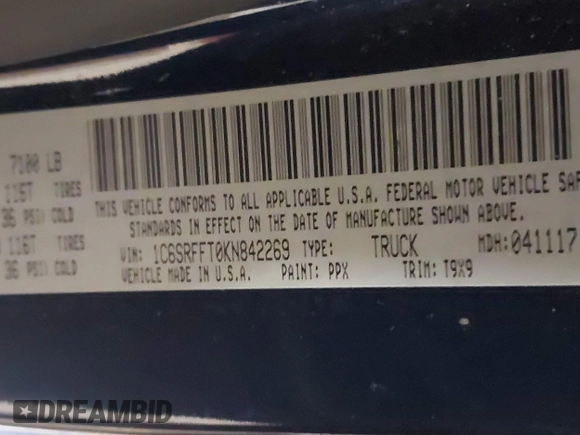 7100 LB
116T TIRES
36 PSI) COLD
116T TIRES
36 PSI) COLD
THIS VEHICLE CONFORMS TO ALL APPLICABLE U.S.A. FEDERAL MOTOR VEHICLE SAF
STANDARDS IN EFFECT ON THE DATE OF MANUFACTURE SHOWN ABOVE.
VIN: 1C6SRFFT0KN842269 TYPE: TRUCK MDH:041117
VEHICLE MADE IN U.S.A. PAINT: PPX TRIM: T9X9
DREAMBID